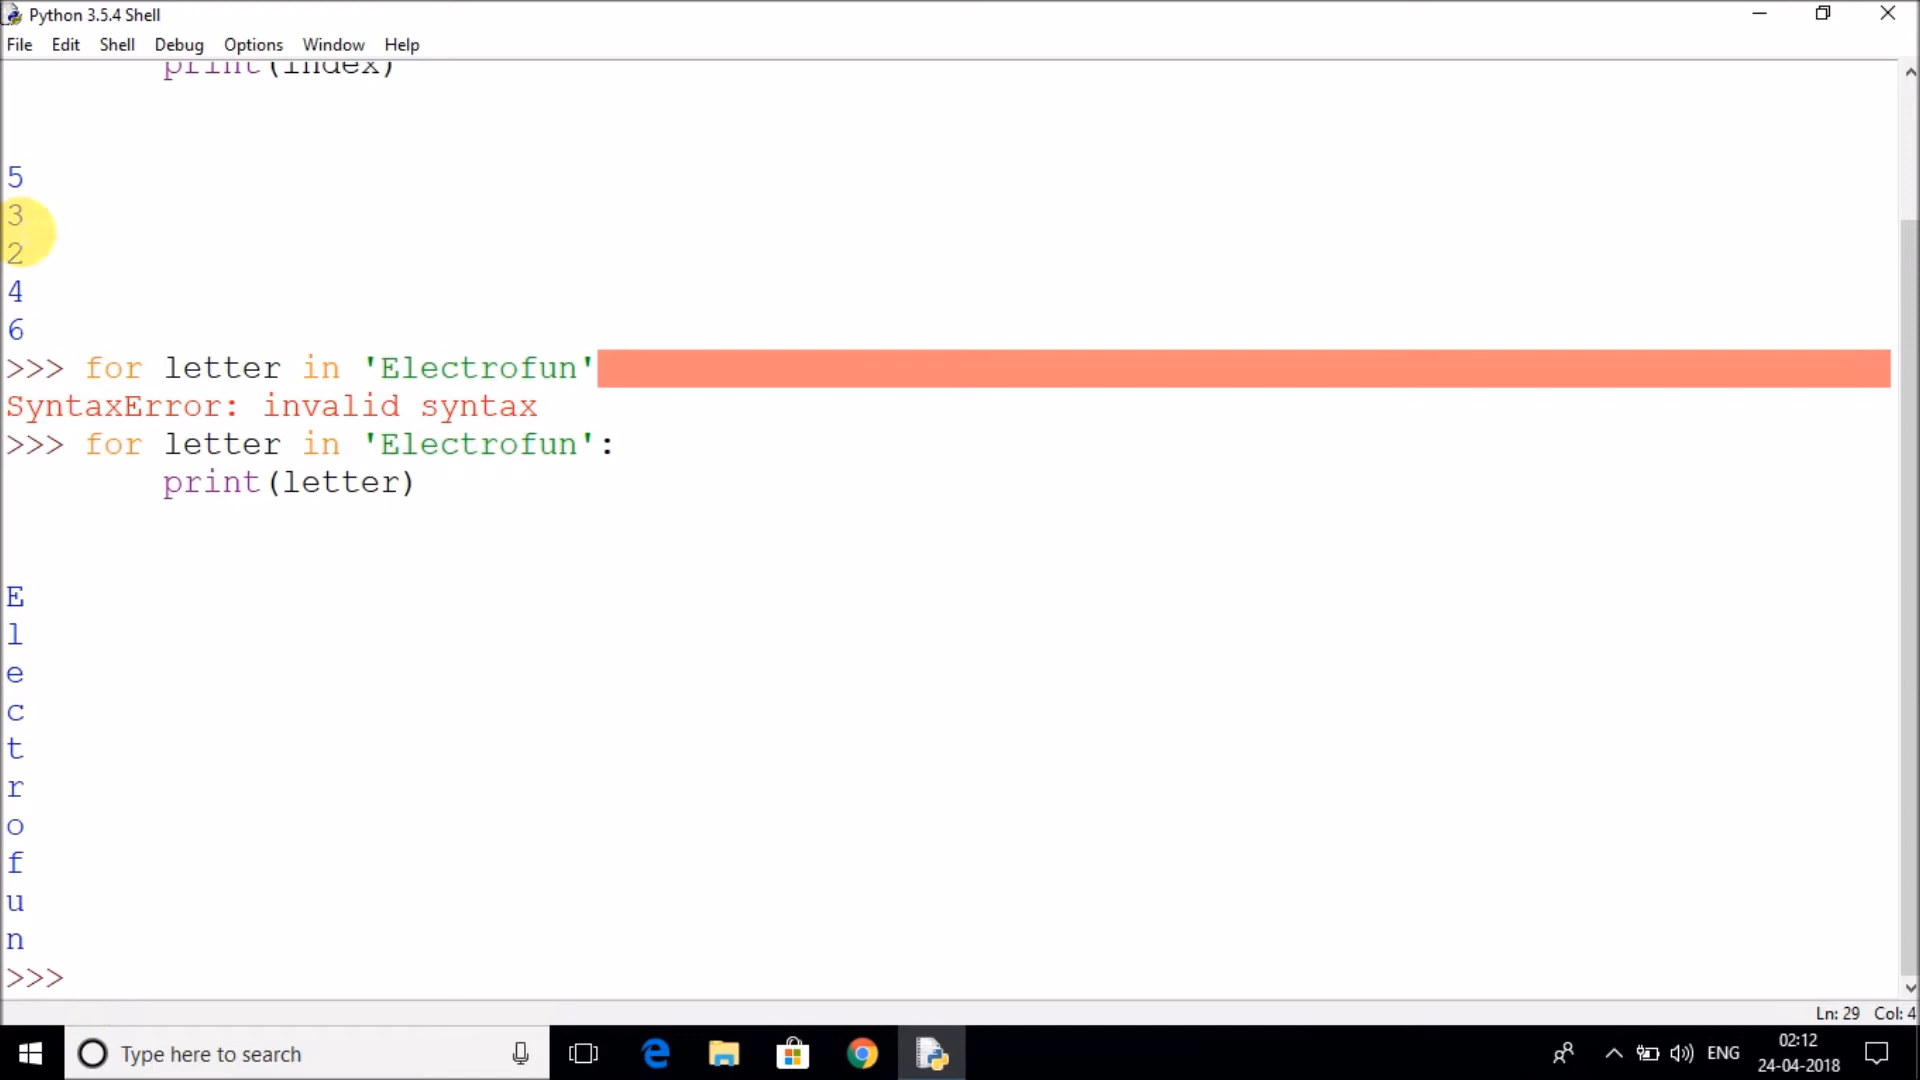 Python 3.5.4 Shell
File Edit Shell Debug Options Window Help
print(index)
5
3
2
4
6
>>> for letter in 'Electrofun'
SyntaxError: invalid syntax
>>> for letter in 'Electrofun':
print(letter)
E
l
e
c
t
r
o
f
u
n
>>>
Ln: 29 Col: 4
Type here to search
ENG
02:12
24-04-2018